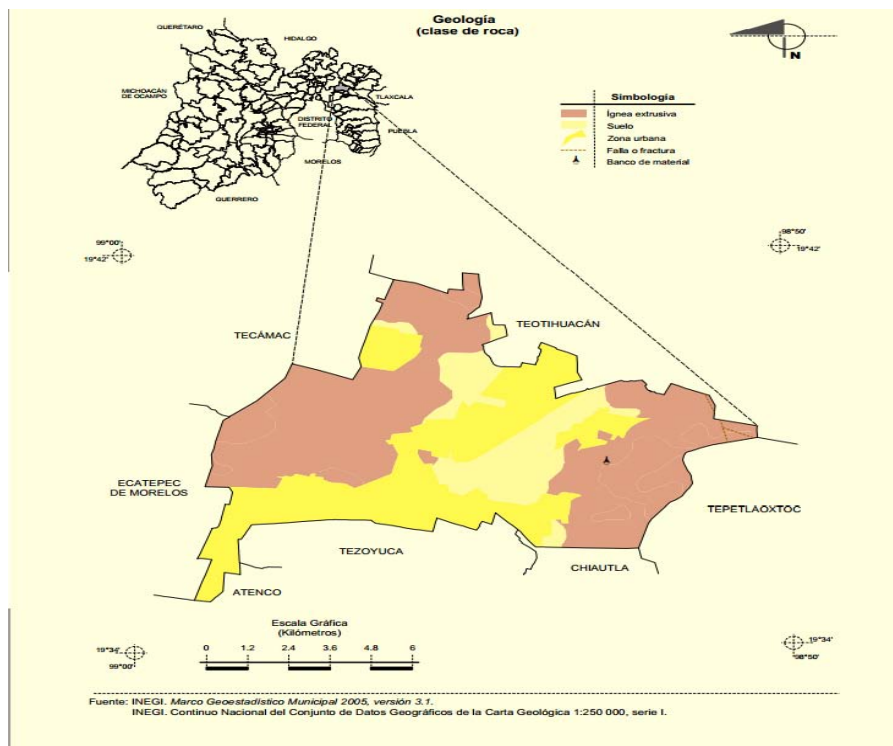 Geología
(clase de roca)
QUERÉTARO
HIDALGO
MICHOACÁN
DE OCAMPO
TLAXCALA
DISTRITO
FEDERAL
PUEBLA
MORELOS
GUERRERO
N
Simbología
Ígnea extrusiva
Suelo
Zona urbana
Falla o fractura
Banco de material
99°00'
19°42'
98°50'
19°42'
TECÁMAC
TEOTIHUACÁN
ECATEPEC
DE MORELOS
TEPETLAOXTOC
TEZOYUCA
CHIAUTLA
ATENCO
Escala Gráfica
(Kilómetros)
0 1.2 2.4 3.6 4.8 6
19°34'
99°00'
19°34'
98°50'
Fuente: INEGI. Marco Geoestadístico Municipal 2005, versión 3.1.
INEGI. Continuo Nacional del Conjunto de Datos Geográficos de la Carta Geológica 1:250 000, serie I.